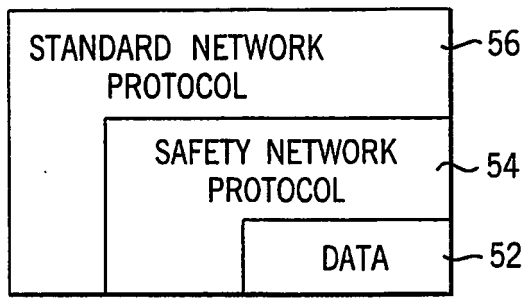 STANDARD NETWORK
PROTOCOL
56
SAFETY NETWORK
PROTOCOL
54
DATA
52